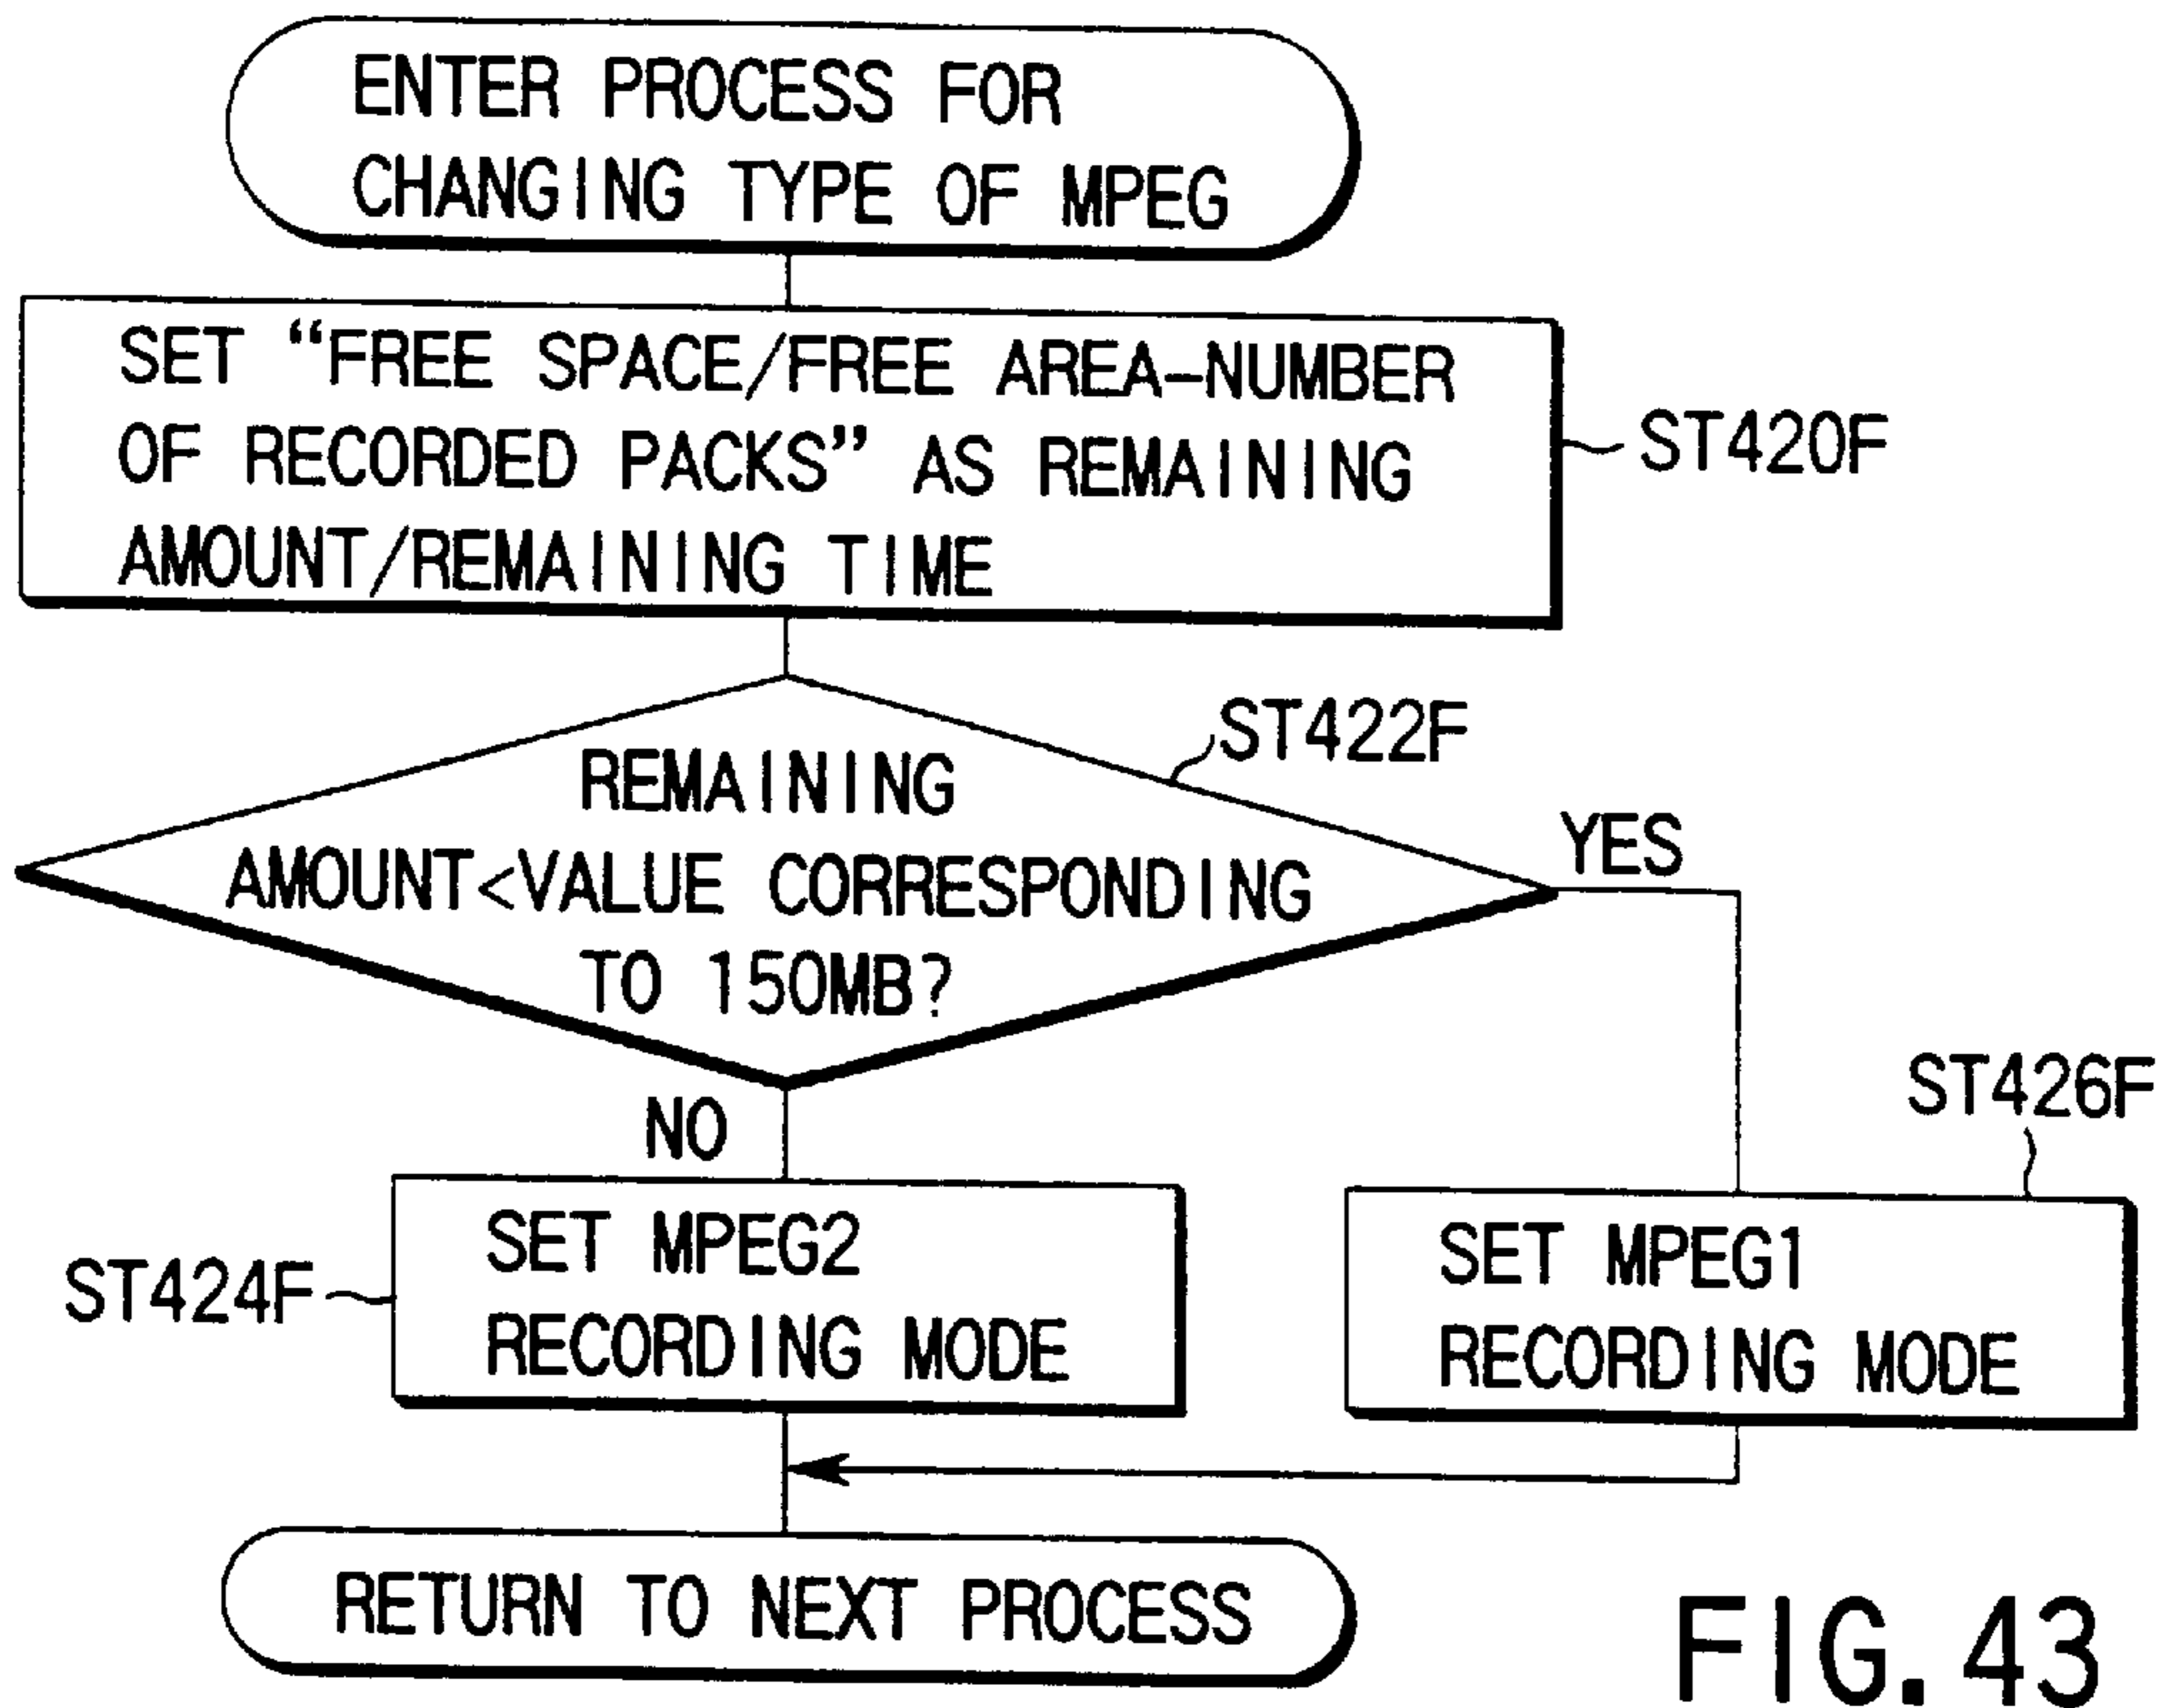 ENTER PROCESS FOR
CHANGING TYPE OF MPEG
SET “FREE SPACE/FREE AREA-NUMBER
OF RECORDED PACKS” AS REMAINING
AMOUNT/REMAINING TIME
ST420F
ST422F
REMAINING
AMOUNT<VALUE CORRESPONDING
TO 150MB?
YES
NO
ST426F
ST424F
SET MPEG2
RECORDING MODE
SET MPEG1
RECORDING MODE
RETURN TO NEXT PROCESS
FIG. 43